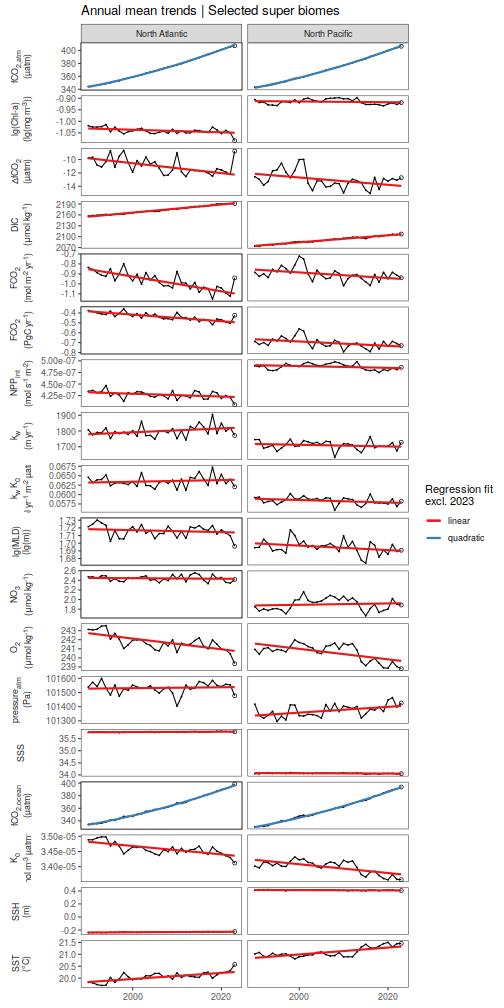 Annual mean trends | Selected super biomes
North Atlantic
North Pacific
fCO2,atm
(µatm)
400
380
360
340
lg(Chl-a)
(lg(mg m⁻³))
-0.90
-0.95
-1.00
-1.05
ΔfCO2
(µatm)
-10
-12
-14
DIC
(µmol kg⁻¹)
2190
2160
2130
2100
2070
FCO2
(mol m⁻² yr⁻¹)
-0.7
-0.8
-0.9
-1.0
-1.1
FCO2
(PgC yr⁻¹)
-0.4
-0.5
-0.6
-0.7
-0.8
NPPint
(mol s⁻¹ m⁻²)
5.00e-07
4.75e-07
4.50e-07
4.25e-07
kw
(m yr⁻¹)
1900
1800
1700
kw K0
yr⁻¹ m⁻² µat
0.0675
0.0650
0.0625
0.0600
0.0575
lg(MLD)
(lg(m))
1.73
1.72
1.71
1.70
1.69
1.68
NO3
(µmol kg⁻¹)
2.6
2.4
2.2
2.0
1.8
O2
(µmol kg⁻¹)
243
242
241
240
239
pressureatm
(Pa)
101600
101500
101400
101300
SSS
35.5
35.0
34.5
34.0
fCO2,ocean
(µatm)
400
380
360
340
K0
ol m⁻³ µatm
3.50e-05
3.45e-05
3.40e-05
SSH
(m)
0.4
0.2
0.0
-0.2
SST
(°C)
21.5
21.0
20.5
20.0
2000
2020
2000
2020
Regression fit
excl. 2023
linear
quadratic